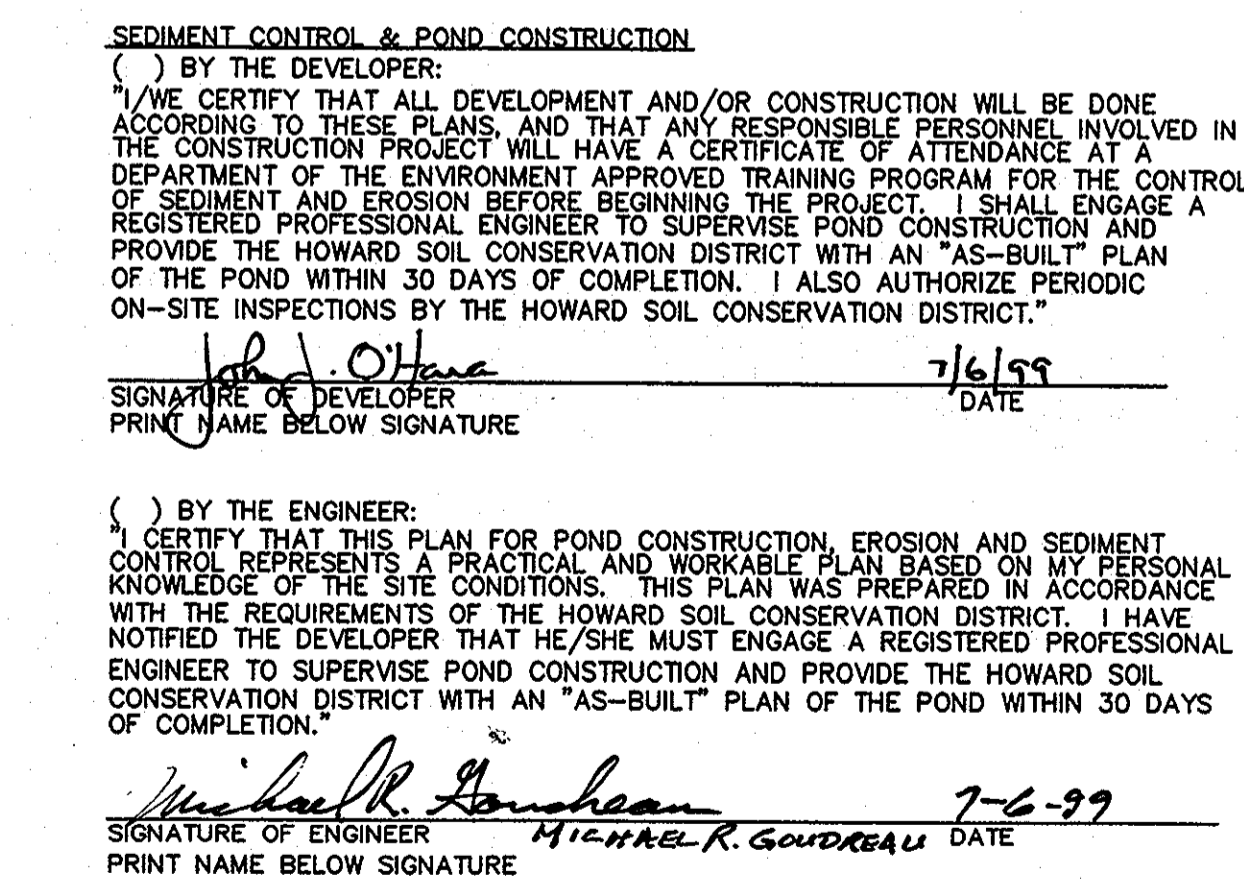 SEDIMENT CONTROL & POND CONSTRUCTION
( ) BY THE DEVELOPER:
"I/WE CERTIFY THAT ALL DEVELOPMENT AND/OR CONSTRUCTION WILL BE DONE
ACCORDING TO THESE PLANS, AND THAT ANY RESPONSIBLE PERSONNEL INVOLVED IN
THE CONSTRUCTION PROJECT WILL HAVE A CERTIFICATE OF ATTENDANCE AT A
DEPARTMENT OF THE ENVIRONMENT APPROVED TRAINING PROGRAM FOR THE CONTROL
OF SEDIMENT AND EROSION BEFORE BEGINNING THE PROJECT. I SHALL ENGAGE A
REGISTERED PROFESSIONAL ENGINEER TO SUPERVISE POND CONSTRUCTION AND
PROVIDE THE HOWARD SOIL CONSERVATION DISTRICT WITH AN "AS-BUILT" PLAN
OF THE POND WITHIN 30 DAYS OF COMPLETION. I ALSO AUTHORIZE PERIODIC
ON-SITE INSPECTIONS BY THE HOWARD SOIL CONSERVATION DISTRICT."
John J. O'Hara 7/6/99
SIGNATURE OF DEVELOPER DATE
PRINT NAME BELOW SIGNATURE
( ) BY THE ENGINEER:
"I CERTIFY THAT THIS PLAN FOR POND CONSTRUCTION, EROSION AND SEDIMENT
CONTROL REPRESENTS A PRACTICAL AND WORKABLE PLAN BASED ON MY PERSONAL
KNOWLEDGE OF THE SITE CONDITIONS. THIS PLAN WAS PREPARED IN ACCORDANCE
WITH THE REQUIREMENTS OF THE HOWARD SOIL CONSERVATION DISTRICT. I HAVE
NOTIFIED THE DEVELOPER THAT HE/SHE MUST ENGAGE A REGISTERED PROFESSIONAL
ENGINEER TO SUPERVISE POND CONSTRUCTION AND PROVIDE THE HOWARD SOIL
CONSERVATION DISTRICT WITH AN "AS-BUILT" PLAN OF THE POND WITHIN 30 DAYS
OF COMPLETION."
Michael R. Goudreau 7-6-99
SIGNATURE OF ENGINEER MICHAEL R. GOUDREAU DATE
PRINT NAME BELOW SIGNATURE